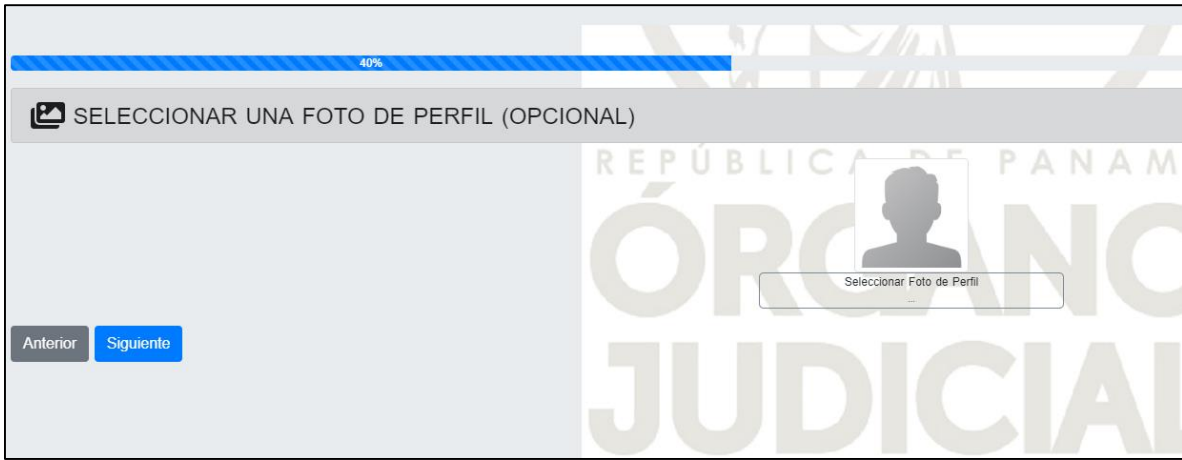 40%
SELECCIONAR UNA FOTO DE PERFIL (OPCIONAL)
REPÚBLICA DE PANAM
ÓRGANO
Seleccionar Foto de Perfil
...
Anterior Siguiente
JUDICIAL